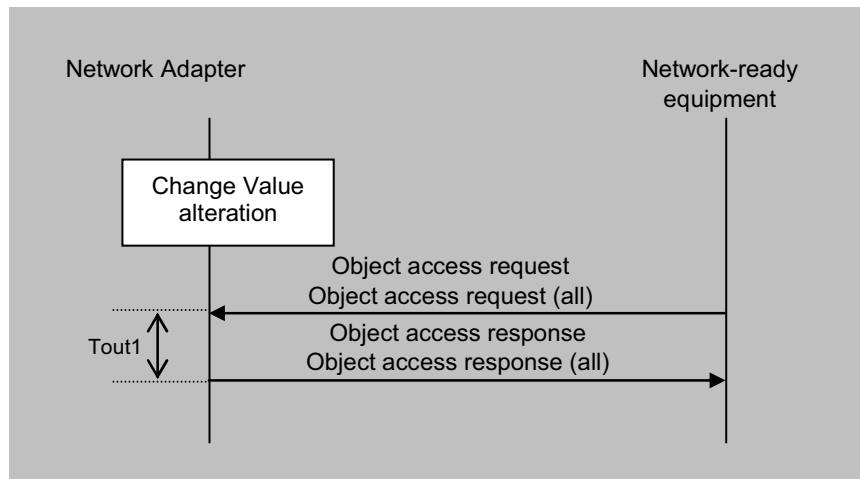 Network Adapter
Network-ready
equipment
Change Value
alteration
Object access request
Object access request (all)
Object access response
Object access response (all)
Tout1